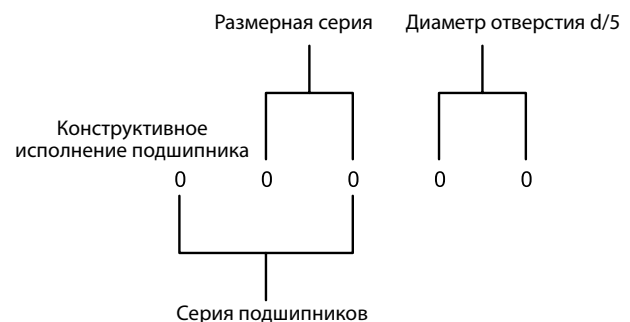 Размерная серия
Диаметр отверстия d/5
Конструктивное
исполнение подшипника
0 0 0 0 0
Серия подшипников